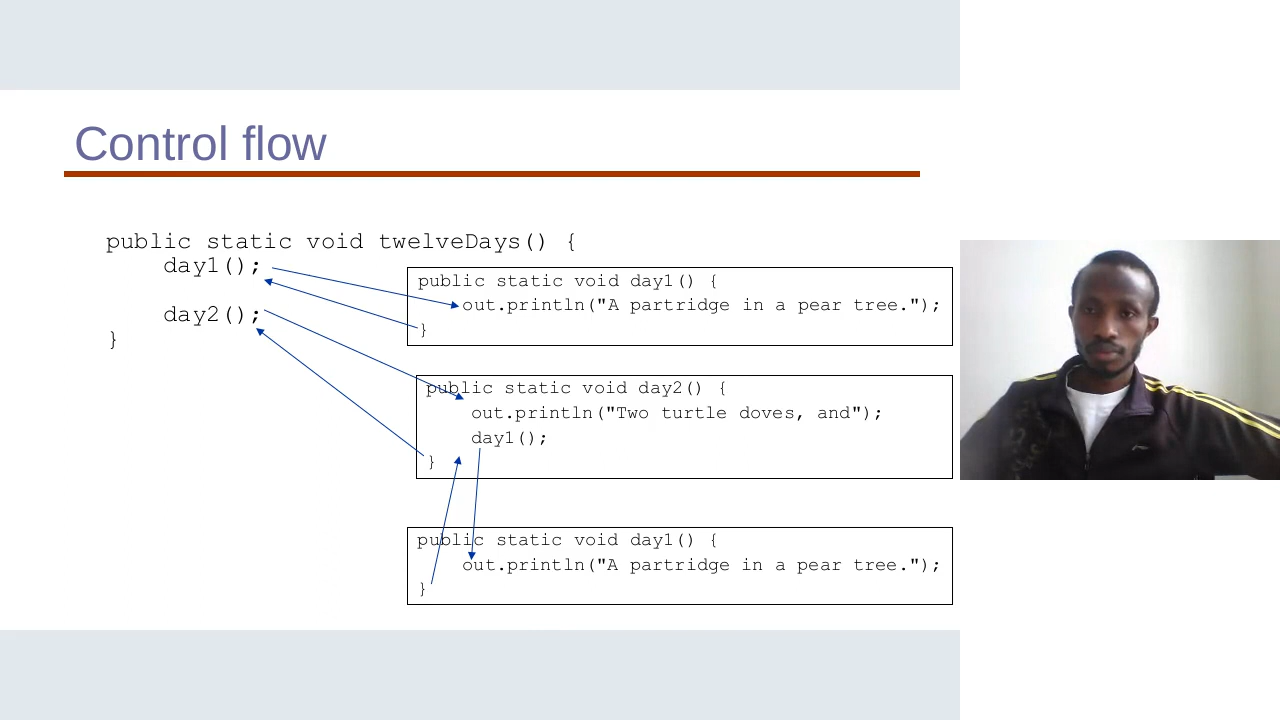 Control flow
public static void twelveDays() {
day1();
day2();
}
public static void day1() {
out.println("A partridge in a pear tree.");
}
public static void day2() {
out.println("Two turtle doves, and");
day1();
}
public static void day1() {
out.println("A partridge in a pear tree.");
}